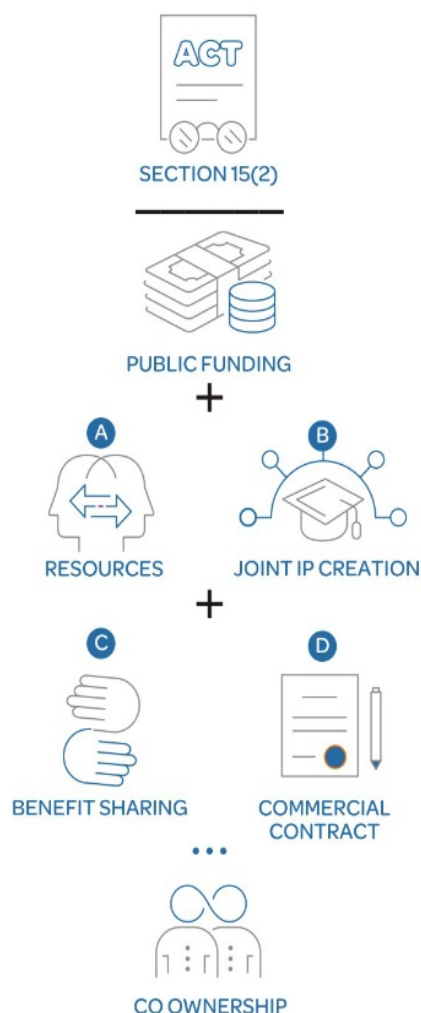 ACT
SECTION 15(2)
PUBLIC FUNDING
+
A
B
RESOURCES
JOINT IP CREATION
+
C
D
BENEFIT SHARING
COMMERCIAL
CONTRACT
...
CO OWNERSHIP